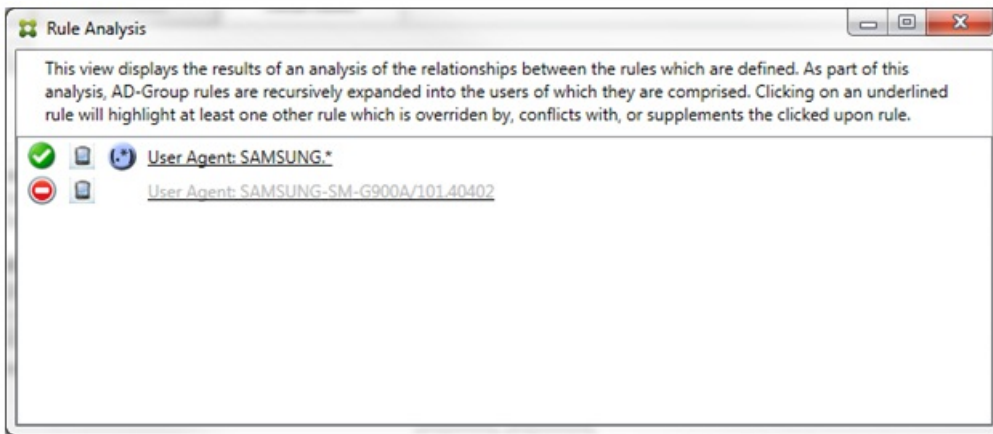 Rule Analysis
This view displays the results of an analysis of the relationships between the rules which are defined. As part of this
analysis, AD-Group rules are recursively expanded into the users of which they are comprised. Clicking on an underlined
rule will highlight at least one other rule which is overriden by, conflicts with, or supplements the clicked upon rule.
(.*) User Agent: SAMSUNG.*
User Agent: SAMSUNG-SM-G900A/101.40402